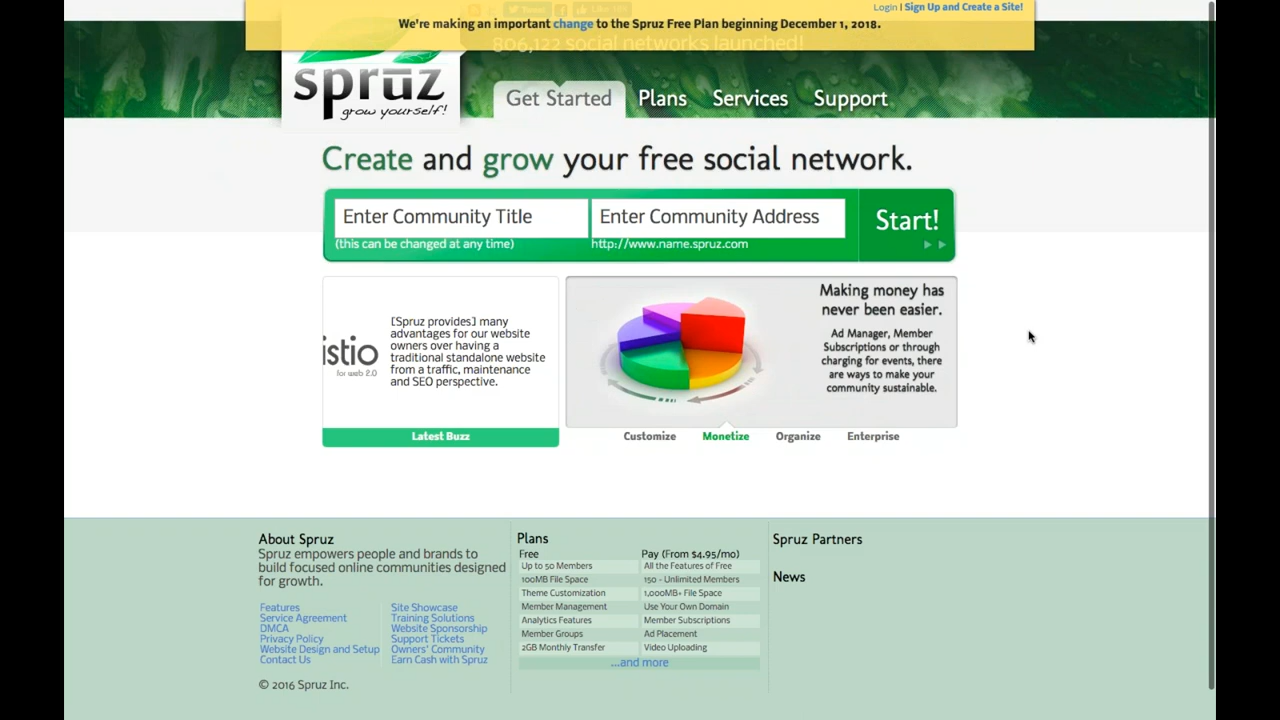 Login | Sign Up and Create a Site!
We're making an important change to the Spruz Free Plan beginning December 1, 2018.
806,122 social networks launched!
sprūz
grow yourself!
Get Started Plans Services Support
Create and grow your free social network.
Enter Community Title Enter Community Address Start!
(this can be changed at any time) http://www.name.spruz.com
[Spruz provides] many
advantages for our website
owners over having a
traditional standalone website
from a traffic, maintenance
and SEO perspective.
istio
for web 2.0
Latest Buzz
Making money has
never been easier.
Ad Manager, Member
Subscriptions or through
charging for events, there
are ways to make your
community sustainable.
Customize Monetize Organize Enterprise
About Spruz
Spruz empowers people and brands to
build focused online communities designed
for growth.
Features Site Showcase
Service Agreement Training Solutions
DMCA Website Sponsorship
Privacy Policy Support Tickets
Website Design and Setup Owners' Community
Contact Us Earn Cash with Spruz
© 2016 Spruz Inc.
Plans
Free Pay (From $4.95/mo)
Up to 50 Members All the Features of Free
100MB File Space 150 - Unlimited Members
Theme Customization 1,000MB+ File Space
Member Management Use Your Own Domain
Analytics Features Member Subscriptions
Member Groups Ad Placement
2GB Monthly Transfer Video Uploading
...and more
Spruz Partners
News